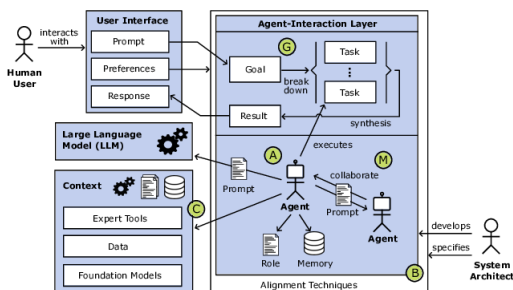 User Interface
Agent-Interaction Layer
interacts
with
Human
User
Prompt
Preferences
Response
G
Goal
break
down
Task
Task
Result
synthesis
executes
Large Language
Model (LLM)
A
M
collaborate
Prompt
Prompt
Agent
Agent
Context
C
Expert Tools
Data
Foundation Models
Role
Memory
develops
specifies
System
Architect
B
Alignment Techniques